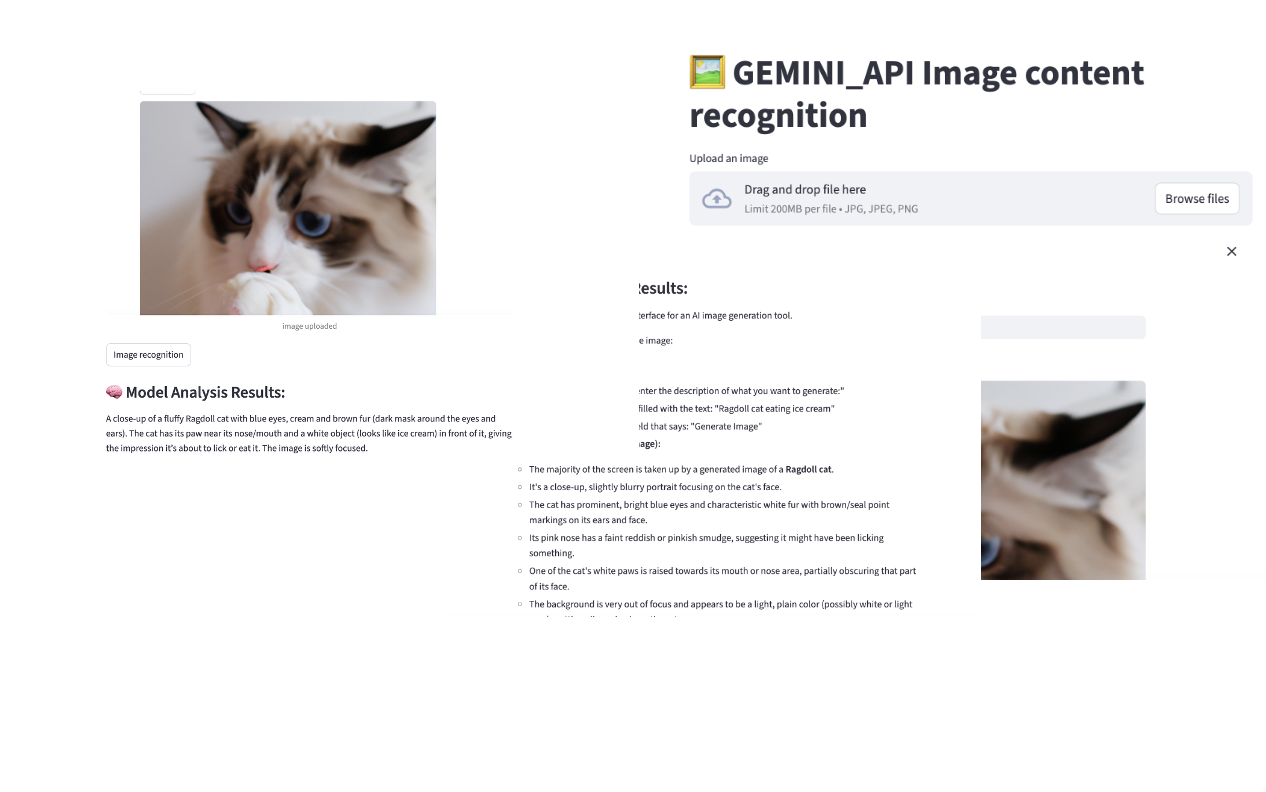 GEMINI_API Image content
recognition
Upload an image
Drag and drop file here
Limit 200MB per file • JPG, JPEG, PNG
Browse files
image uploaded
Image recognition
Model Analysis Results:
A close-up of a fluffy Ragdoll cat with blue eyes, cream and brown fur (dark mask around the eyes and
ears). The cat has its paw near its nose/mouth and a white object (looks like ice cream) in front of it, giving
the impression it's about to lick or eat it. The image is softly focused.
Results:
terface for an AI image generation tool.
e image:
enter the description of what you want to generate:"
filled with the text: "Ragdoll cat eating ice cream"
eld that says: "Generate Image"
age):
The majority of the screen is taken up by a generated image of a Ragdoll cat.
It's a close-up, slightly blurry portrait focusing on the cat's face.
The cat has prominent, bright blue eyes and characteristic white fur with brown/seal point
markings on its ears and face.
Its pink nose has a faint reddish or pinkish smudge, suggesting it might have been licking
something.
One of the cat's white paws is raised towards its mouth or nose area, partially obscuring that part
of its face.
The background is very out of focus and appears to be a light, plain color (possibly white or light